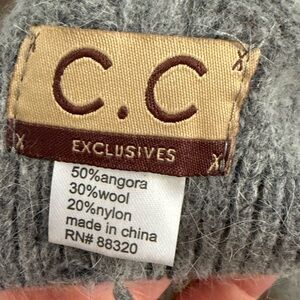 C.C
EXCLUSIVES
50%angora
30%wool
20%nylon
made in china
RN# 88320